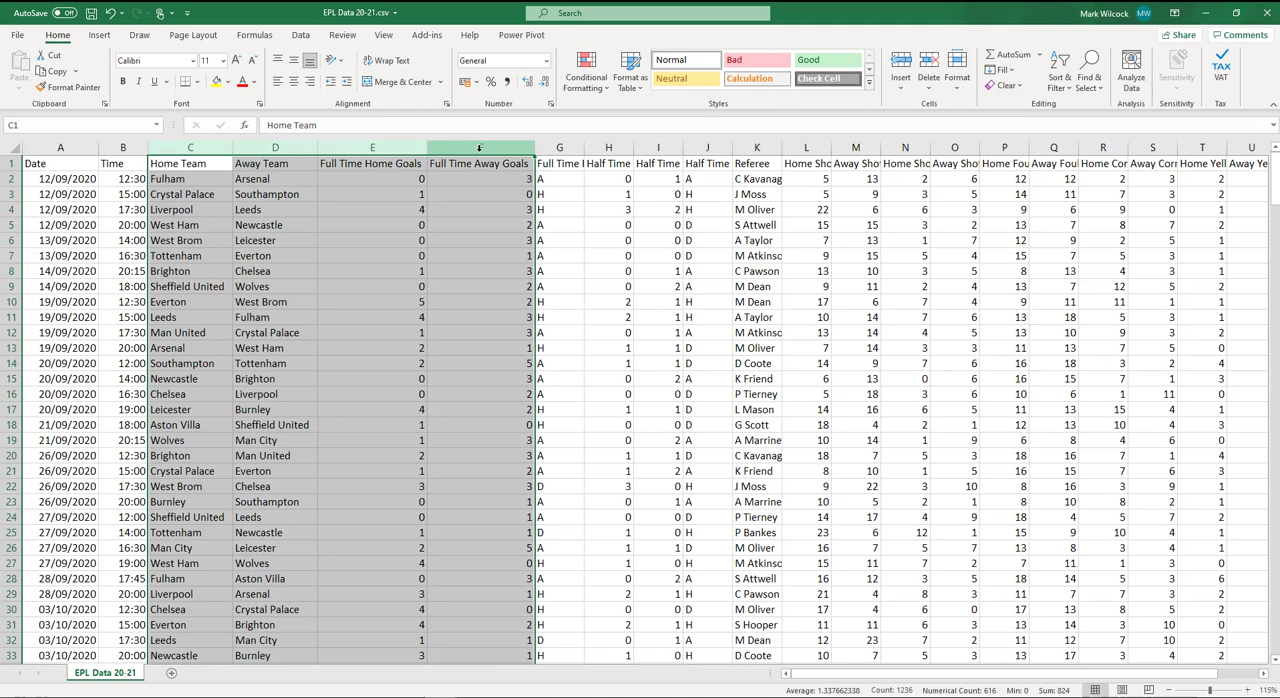 AutoSave Off EPL Data 20-21.csv Search Mark Wilcock MW
File Home Insert Draw Page Layout Formulas Data Review View Add-ins Help Power Pivot Share Comments
Paste Cut Copy Format Painter Calibri 11 B I U Wrap Text Merge & Center General % Conditional Formatting Format as Table Normal Bad Good Neutral Calculation Check Cell Insert Delete Format AutoSum Fill Clear Sort & Filter Find & Select Analyze Data Sensitivity TAX VAT
Clipboard Font Alignment Number Styles Cells Editing Analysis Sensitivity Tax
C1 fx Home Team
A B C D E G H I J K L M N O P Q R S T U
1 Date Time Home Team Away Team Full Time Home Goals Full Time Away Goals Full Time Half Time Half Time Half Time Referee Home Sho Away Shot Home Sh Away Shot Home Fou Away Fou Home Cor Away Corn Home Yell Away Ye
2 12/09/2020 12:30 Fulham Arsenal 0 3 A 0 1 A C Kavanag 5 13 2 6 12 12 2 3 2
3 12/09/2020 15:00 Crystal Palace Southampton 1 0 H 1 0 H J Moss 5 9 3 5 14 11 7 3 2
4 12/09/2020 17:30 Liverpool Leeds 4 3 H 3 2 H M Oliver 22 6 6 3 9 6 9 0 1
5 12/09/2020 20:00 West Ham Newcastle 0 2 A 0 0 D S Attwell 15 15 3 2 13 7 8 7 2
6 13/09/2020 14:00 West Brom Leicester 0 3 A 0 0 D A Taylor 7 13 1 7 12 9 2 5 1
7 13/09/2020 16:30 Tottenham Everton 0 1 A 0 0 D M Atkinso 9 15 5 4 15 7 5 3 1
8 14/09/2020 20:15 Brighton Chelsea 1 3 A 0 1 A C Pawson 13 10 3 5 8 13 4 3 1
9 14/09/2020 18:00 Sheffield United Wolves 0 2 A 0 2 A M Dean 9 11 2 4 13 7 12 5 2
10 19/09/2020 12:30 Everton West Brom 5 2 H 2 1 H M Dean 17 6 7 4 9 11 11 1 1
11 19/09/2020 15:00 Leeds Fulham 4 3 H 2 1 H A Taylor 10 14 7 6 13 18 5 3 1
12 19/09/2020 17:30 Man United Crystal Palace 1 3 A 0 1 A M Atkinso 13 14 4 5 13 10 9 3 2
13 19/09/2020 20:00 Arsenal West Ham 2 1 H 1 1 D M Oliver 7 14 3 3 11 13 7 5 0
14 20/09/2020 12:00 Southampton Tottenham 2 5 A 1 1 D D Coote 14 9 7 6 16 18 3 2 4
15 20/09/2020 14:00 Newcastle Brighton 0 3 A 0 2 A K Friend 6 13 0 6 16 15 7 1 3
16 20/09/2020 16:30 Chelsea Liverpool 0 2 A 0 0 D P Tierney 5 18 3 6 10 6 1 11 0
17 20/09/2020 19:00 Leicester Burnley 4 2 H 1 1 D L Mason 14 16 6 5 11 13 15 4 1
18 21/09/2020 18:00 Aston Villa Sheffield United 1 0 H 0 0 D G Scott 18 4 2 1 12 13 10 4 3
19 21/09/2020 20:15 Wolves Man City 1 3 A 0 2 A A Marrine 10 14 1 9 6 8 4 6 0
20 26/09/2020 12:30 Brighton Man United 2 3 A 1 1 D C Kavanag 18 7 5 3 18 16 7 1 4
21 26/09/2020 15:00 Crystal Palace Everton 1 2 A 1 2 A K Friend 8 10 1 5 16 15 7 6 3
22 26/09/2020 17:30 West Brom Chelsea 3 3 D 3 0 H J Moss 9 22 3 10 8 16 3 9 1
23 26/09/2020 20:00 Burnley Southampton 0 1 A 0 1 A A Marrine 10 5 2 1 8 10 8 2 1
24 27/09/2020 12:00 Sheffield United Leeds 0 1 A 0 0 D P Tierney 14 17 4 9 18 4 5 7 2
25 27/09/2020 14:00 Tottenham Newcastle 1 1 D 1 0 H P Bankes 23 6 12 1 15 9 10 4 1
26 27/09/2020 16:30 Man City Leicester 2 5 A 1 1 D M Oliver 16 7 5 7 13 8 3 4 1
27 27/09/2020 19:00 West Ham Wolves 4 0 H 1 0 H M Atkinso 15 11 7 2 7 11 1 3 0
28 28/09/2020 17:45 Fulham Aston Villa 0 3 A 0 2 A S Attwell 16 12 3 5 18 14 5 3 6
29 28/09/2020 20:00 Liverpool Arsenal 3 1 H 2 1 H C Pawson 21 4 8 3 11 7 7 3 2
30 03/10/2020 12:30 Chelsea Crystal Palace 4 0 H 0 0 D M Oliver 17 4 6 0 17 13 8 5 2
31 03/10/2020 15:00 Everton Brighton 4 2 H 2 1 H S Hooper 11 11 6 3 13 14 3 10 0
32 03/10/2020 17:30 Leeds Man City 1 1 D 0 1 A M Dean 12 23 7 2 11 12 7 10 2
33 03/10/2020 20:00 Newcastle Burnley 3 1 H 1 0 H D Coote 10 7 5 3 13 17 3 4 2
EPL Data 20-21
Average: 1.337662338 Count: 1236 Numerical Count: 616 Min: 0 Sum: 824 115%